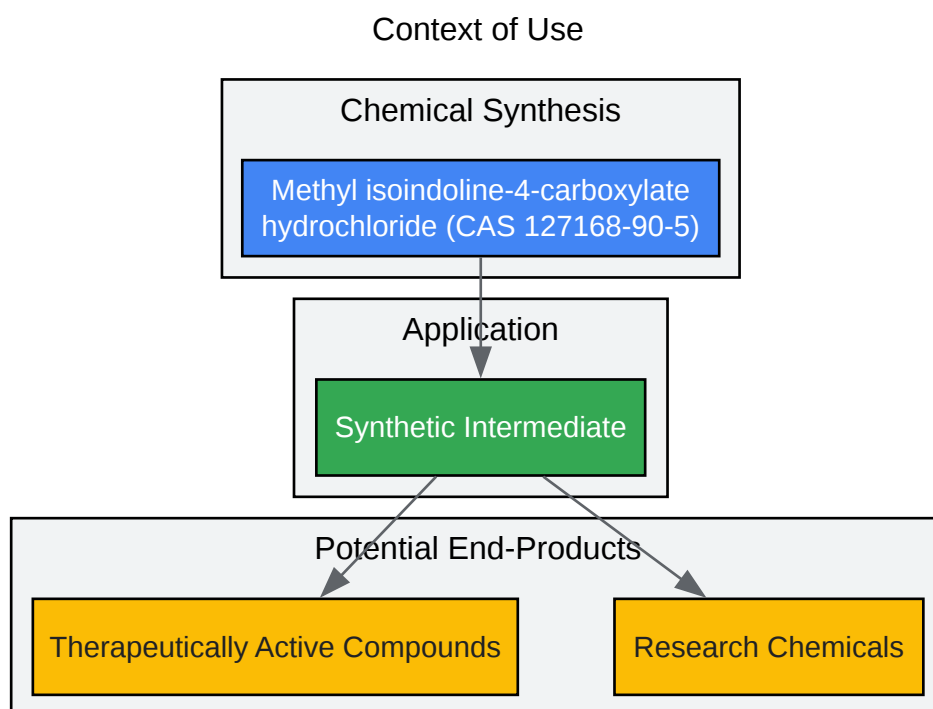 Context of Use
Chemical Synthesis
Methyl isoindoline-4-carboxylate
hydrochloride (CAS 127168-90-5)
Application
Synthetic Intermediate
Potential End-Products
Therapeutically Active Compounds
Research Chemicals